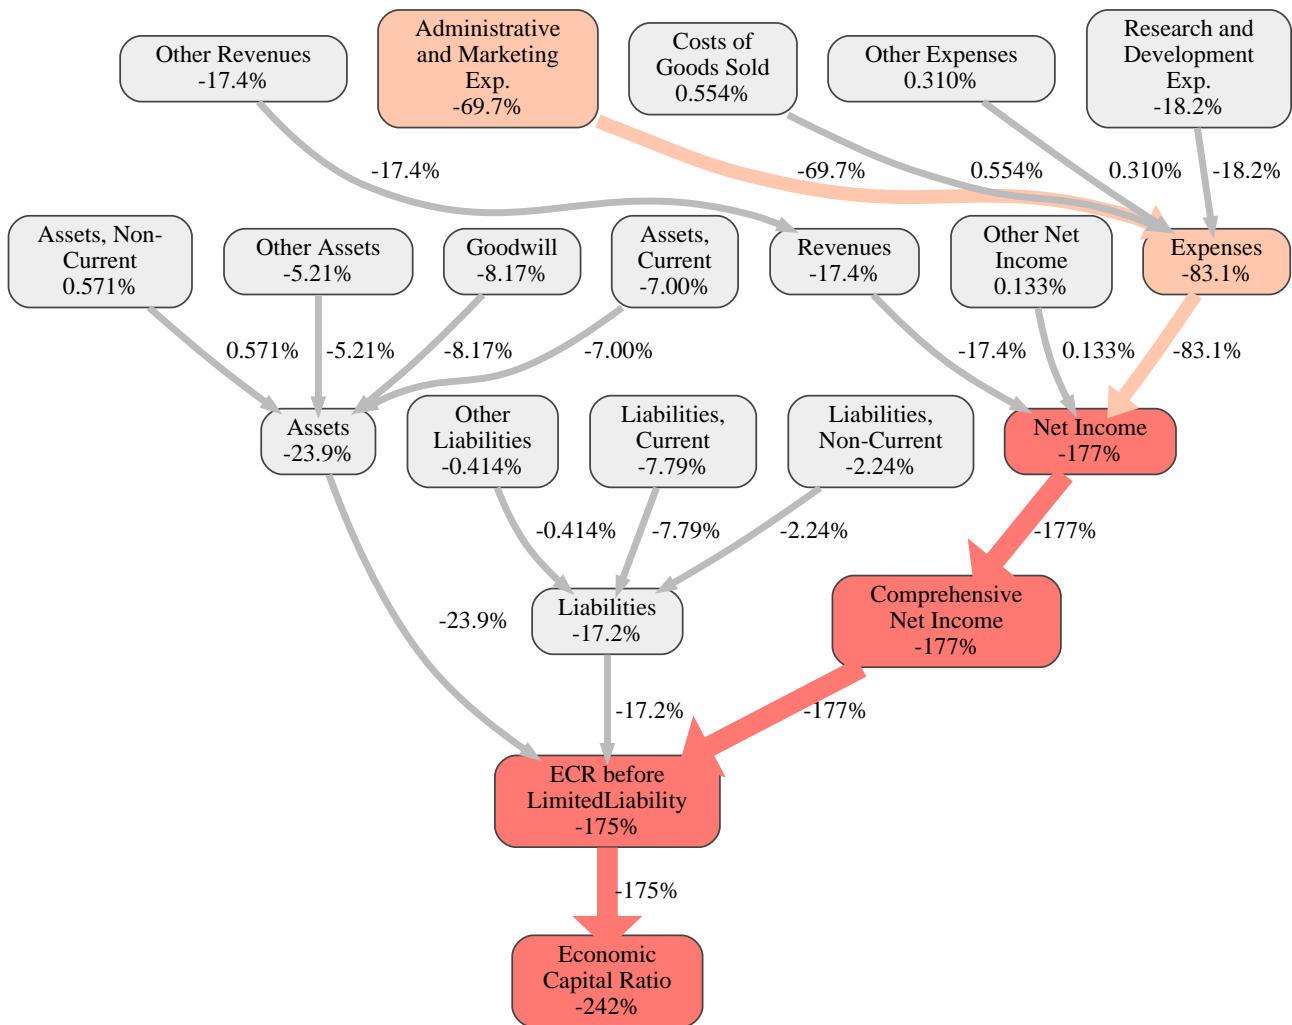 Other Revenues
-17.4%
Administrative
and Marketing
Exp.
-69.7%
Costs of
Goods Sold
0.554%
Other Expenses
0.310%
Research and
Development
Exp.
-18.2%
-17.4%
-69.7%
0.554%
0.310%
-18.2%
Assets, Non-
Current
0.571%
Other Assets
-5.21%
Goodwill
-8.17%
Assets,
Current
-7.00%
Revenues
-17.4%
Other Net
Income
0.133%
Expenses
-83.1%
0.571%
-5.21%
-8.17%
-7.00%
-17.4%
0.133%
-83.1%
Assets
-23.9%
Other
Liabilities
-0.414%
Liabilities,
Current
-7.79%
Liabilities,
Non-Current
-2.24%
Net Income
-177%
-0.414%
-7.79%
-2.24%
-177%
-23.9%
Liabilities
-17.2%
Comprehensive
Net Income
-177%
-17.2%
-177%
ECR before
LimitedLiability
-175%
-175%
Economic
Capital Ratio
-242%